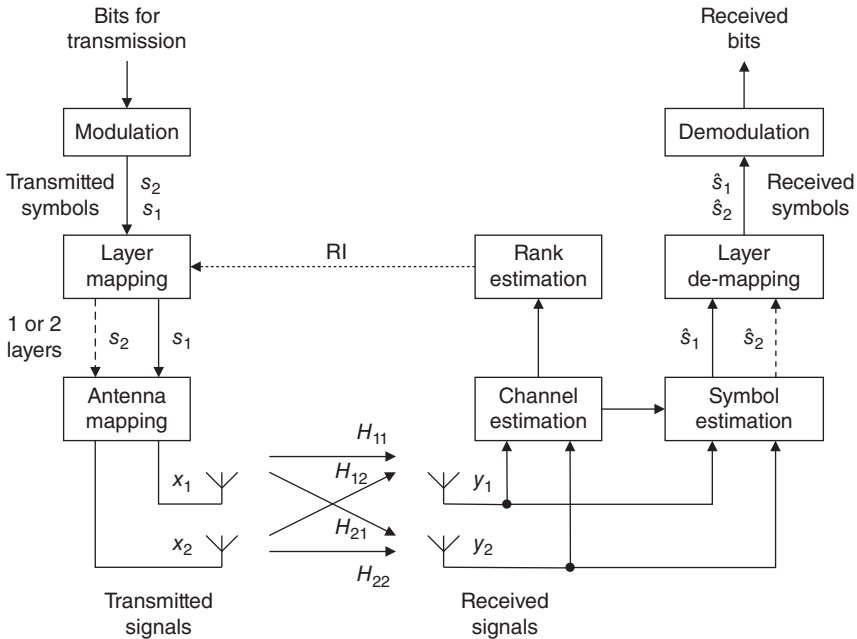 Bits for
transmission
Received
bits
Modulation
Demodulation
Transmitted
symbols
s₂
s₁
ŝ₁
ŝ₂
Received
symbols
Layer
mapping
RI
Rank
estimation
Layer
de-mapping
1 or 2
layers
s₂
s₁
ŝ₁
ŝ₂
Antenna
mapping
Channel
estimation
Symbol
estimation
H₁₁
x₁
H₁₂
y₁
x₂
H₂₁
y₂
H₂₂
Transmitted
signals
Received
signals